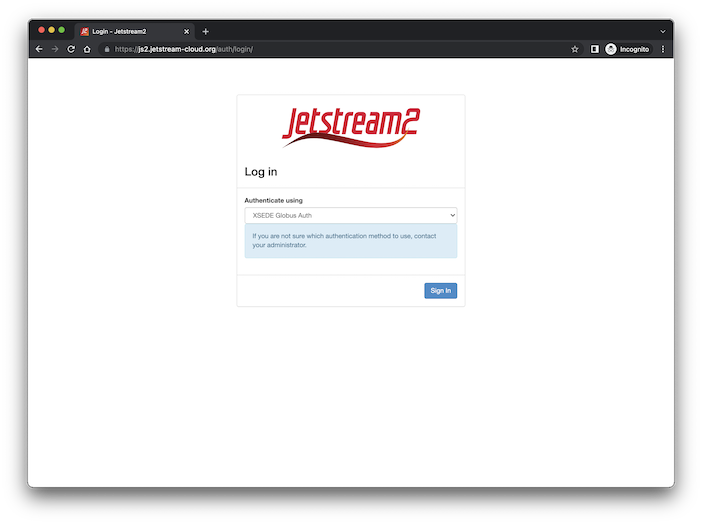 Login - Jetstream2
https://js2.jetstream-cloud.org/auth/login/
Incognito
Jetstream2
Log in
Authenticate using
XSEDE Globus Auth
If you are not sure which authentication method to use, contact
your administrator.
Sign In